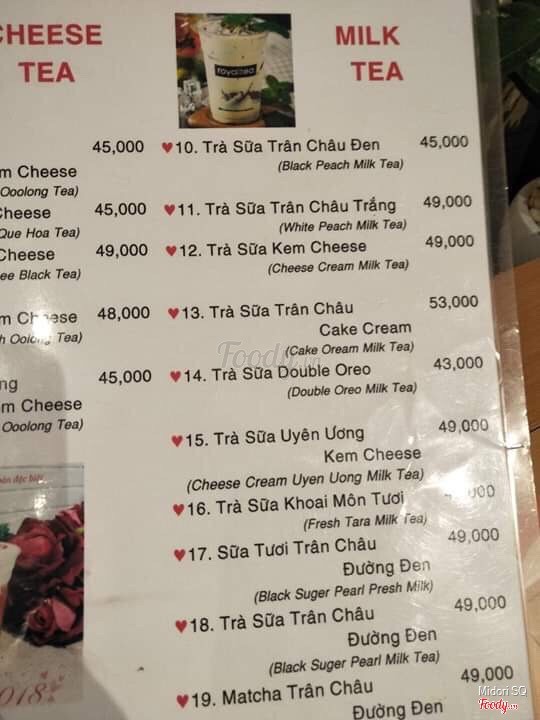 CHEESE
TEA
45,000
m Cheese
Ooolong Tea)
Cheese
45,000
Que Hoa Tea)
Cheese
49,000
ee Black Tea)
m Cheese
48,000
h Oolong Tea)
ng
45,000
m Cheese
Ooolong Tea)
2018
royaltea
MILK
TEA
♥10. Trà Sữa Trân Châu Đen 45,000
(Black Peach Milk Tea)
♥11. Trà Sữa Trân Châu Trắng 49,000
(White Peach Milk Tea)
♥12. Trà Sữa Kem Cheese 49,000
(Cheese Cream Milk Tea)
♥13. Trà Sữa Trân Châu 53,000
Cake Cream
(Cake Oream Milk Tea)
♥14. Trà Sữa Double Oreo 43,000
(Double Oreo Milk Tea)
♥15. Trà Sữa Uyên Ương 49,000
Kem Cheese
(Cheese Cream Uyen Uong Milk Tea)
♥16. Trà Sữa Khoai Môn Tươi
(Fresh Tara Milk Tea)
♥17. Sữa Tươi Trân Châu 49,000
Đường Đen
(Black Suger Pearl Fresh Milk)
♥18. Trà Sữa Trân Châu 49,000
Đường Đen
(Black Suger Pearl Milk Tea)
♥19. Matcha Trân Châu 49,000
Đường Đen
Foody.vn
Midori SQ
Foody.vn